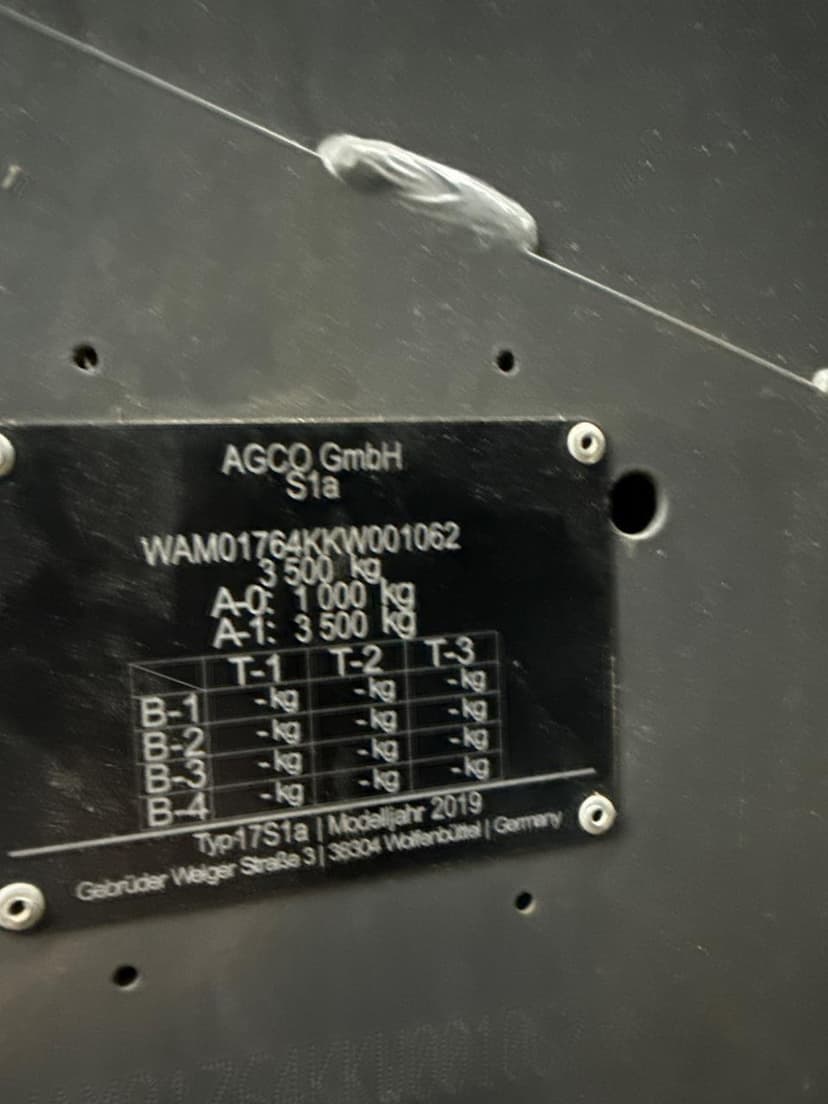 AGCO GmbH
S1a
WAM01764KKW001062
3 500 kg
A-0: 1 000 kg
A-1: 3 500 kg
T-1 T-2 T-3
B-1 -kg -kg -kg
B-2 -kg -kg -kg
B-3 -kg -kg -kg
B-4 -kg -kg -kg
Typ17S1a | Modelljahr 2019
Gebrüder Welger Straße 3 | 38304 Wolfenbüttel | Germany